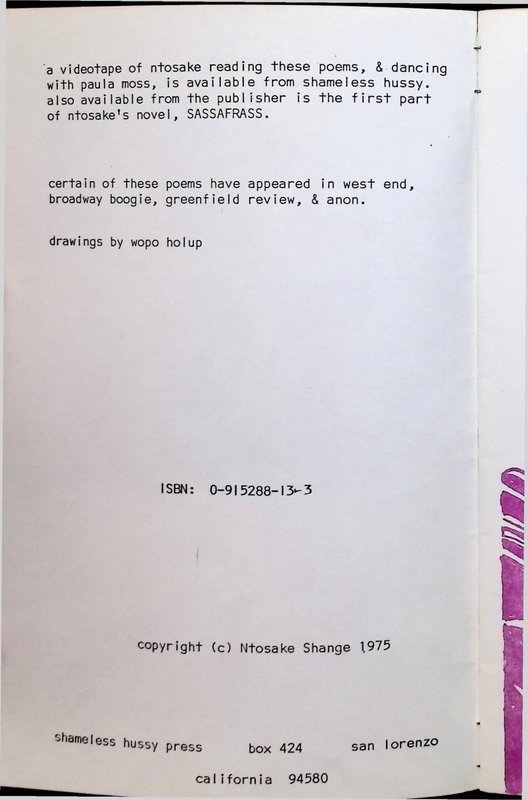 a videotape of ntosake reading these poems, & dancing
with paula moss, is available from shameless hussy.
also available from the publisher is the first part
of ntosake's novel, SASSAFRASS.
certain of these poems have appeared in west end,
broadway boogie, greenfield review, & anon.
drawings by wopo holup
ISBN: 0-915288-13-3
copyright (c) Ntosake Shange 1975
shameless hussy press box 424 san lorenzo
california 94580